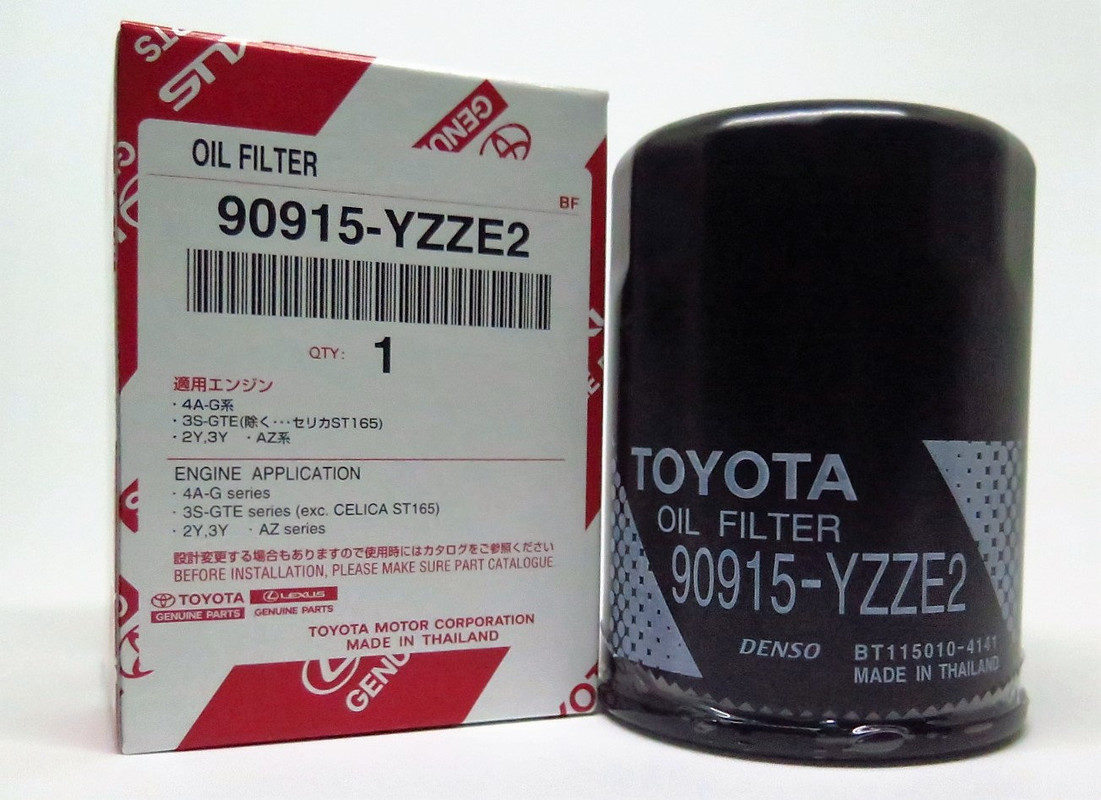 PARTS
LEXUS
GENU
OIL FILTER
BF
90915-YZZE2
QTY: 1
適用エンジン
・4A-G系
・3S-GTE(除く･･･セリカST165)
・2Y,3Y ・AZ系
ENGINE APPLICATION
・4A-G series
・3S-GTE series (exc. CELICA ST165)
・2Y,3Y ・AZ series
設計変更する場合もありますので使用時にはカタログをご参照ください
BEFORE INSTALLATION, PLEASE MAKE SURE PART CATALOGUE.
TOYOTA LEXUS
GENUINE PARTS GENUINE PARTS
TOYOTA MOTOR CORPORATION
MADE IN THAILAND
GENU
TO
TOYOTA
OIL FILTER
90915-YZZE2
DENSO BT115010-4141
MADE IN THAILAND